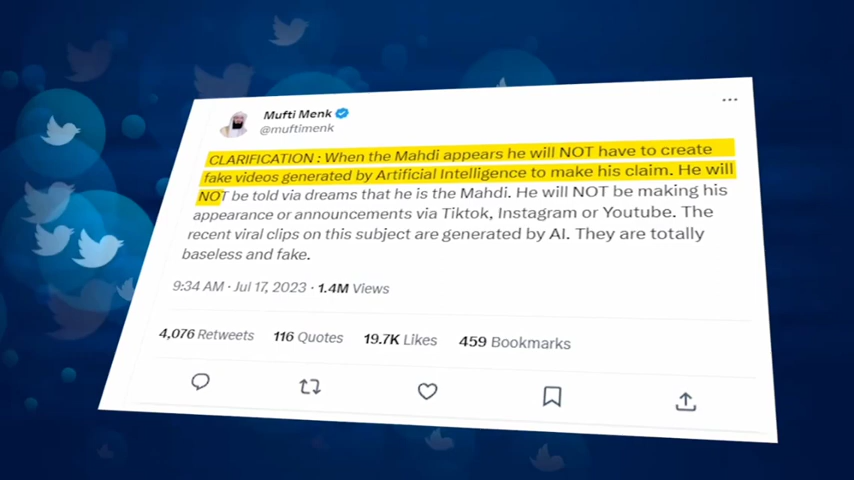 Mufti Menk
@muftimenk
CLARIFICATION : When the Mahdi appears he will NOT have to create
fake videos generated by Artificial Intelligence to make his claim. He will
NOT be told via dreams that he is the Mahdi. He will NOT be making his
appearance or announcements via Tiktok, Instagram or Youtube. The
recent viral clips on this subject are generated by AI. They are totally
baseless and fake.
9:34 AM · Jul 17, 2023 · 1.4M Views
4,076 Retweets 116 Quotes 19.7K Likes 459 Bookmarks